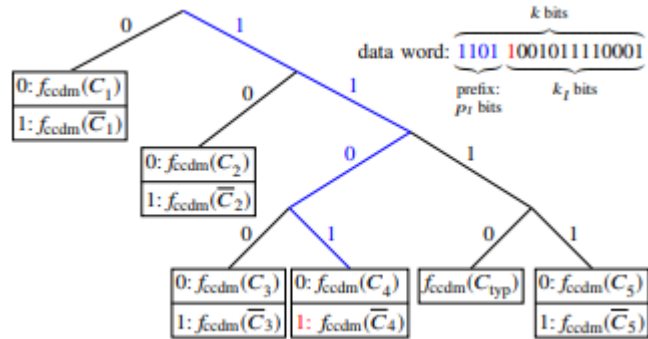 k bits
data word: 1101 1001011110001
prefix:
p_I bits
k_I bits
0
1
0: f_ccdm(C_1)
1: f_ccdm(C̅_1)
0
1
0: f_ccdm(C_2)
1: f_ccdm(C̅_2)
0
1
0
1
0
1
0: f_ccdm(C_3)
1: f_ccdm(C̅_3)
0: f_ccdm(C_4)
1: f_ccdm(C̅_4)
f_ccdm(C_typ)
0: f_ccdm(C_5)
1: f_ccdm(C̅_5)